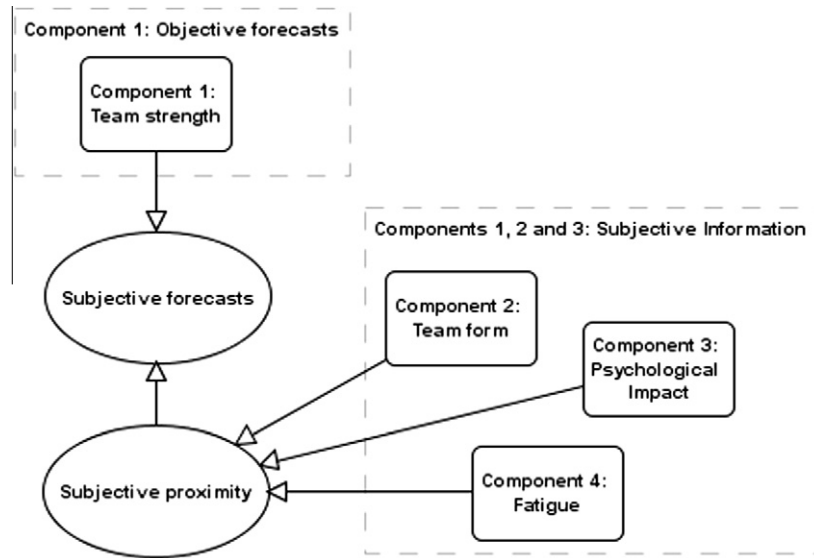 Component 1: Objective forecasts
Component 1:
Team strength
Components 1, 2 and 3: Subjective Information
Subjective forecasts
Component 2:
Team form
Component 3:
Psychological
Impact
Subjective proximity
Component 4:
Fatigue